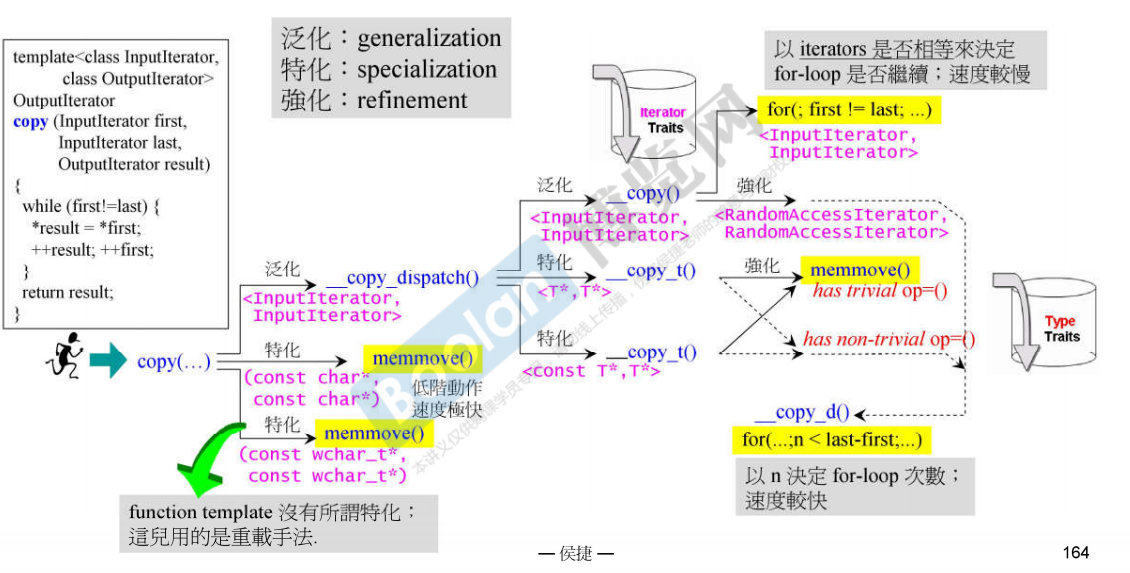 泛化：generalization
特化：specialization
強化：refinement
template<class InputIterator,
class OutputIterator>
OutputIterator
copy (InputIterator first,
InputIterator last,
OutputIterator result)
{
while (first!=last) {
*result = *first;
++result; ++first;
}
return result;
}
以 iterators 是否相等來決定
for-loop 是否繼續；速度較慢
for(; first != last; ...)
<InputIterator,
InputIterator>
Iterator
Traits
泛化
__copy()
<InputIterator,
InputIterator>
強化
<RandomAccessIterator,
RandomAccessIterator>
泛化
__copy_dispatch()
<InputIterator,
InputIterator>
特化
__copy_t()
<T*,T*>
強化
memmove()
has trivial op=()
特化
__copy_t()
<const T*,T*>
has non-trivial op=()
Type
Traits
copy(…)
特化
memmove()
(const char*,
const char*)
低階動作
速度極快
特化
memmove()
(const wchar_t*,
const wchar_t*)
__copy_d()
for(...;n < last-first;...)
以 n 決定 for-loop 次數；
速度較快
function template 沒有所謂特化；
這兒用的是重載手法.
Boolan
博览网
— 侯捷 —
164